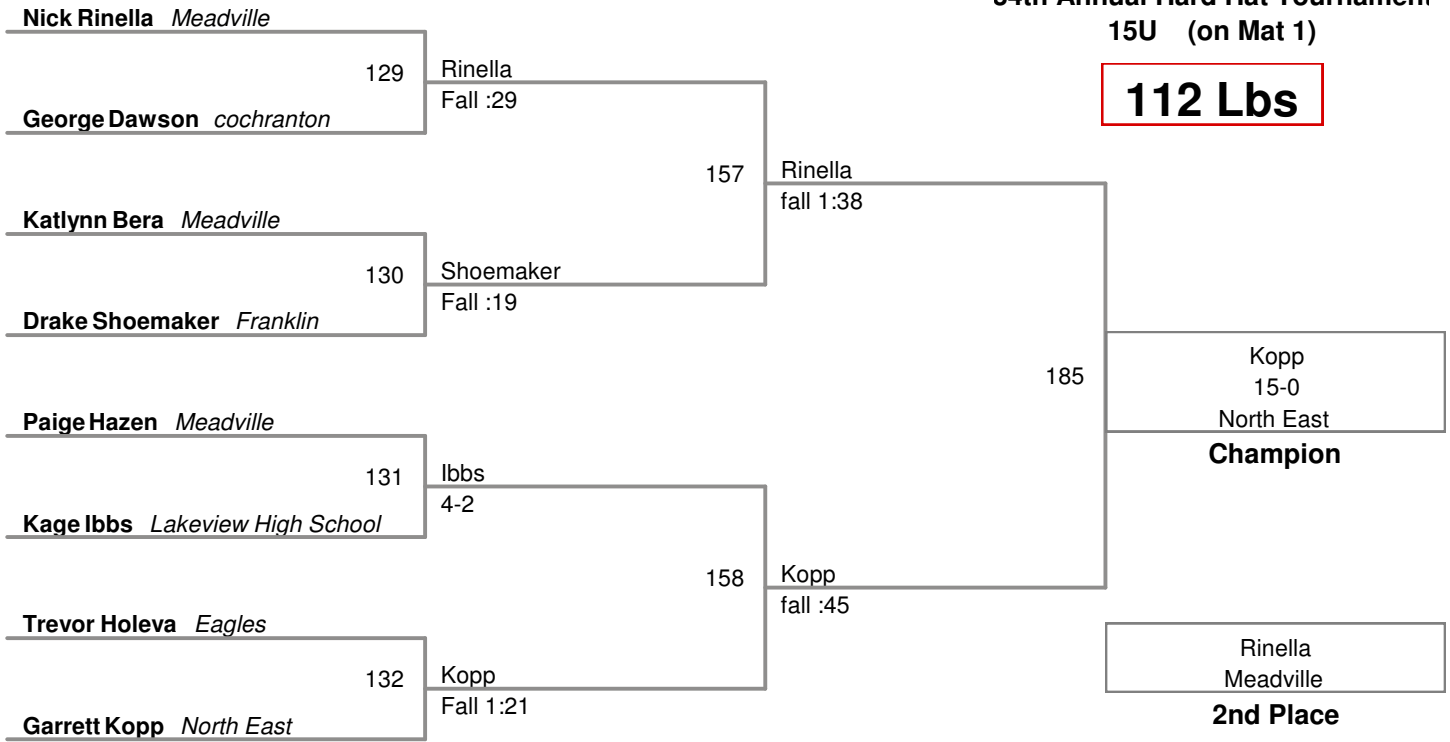 Annual Hard Hat
15U (on Mat 1)
112 Lbs
Nick Rinella Meadville
129
Rinella
Fall :29
George Dawson cochranton
157
Rinella
fall 1:38
Katlynn Bera Meadville
130
Shoemaker
Fall :19
Drake Shoemaker Franklin
185
Kopp
15-0
North East
Champion
Paige Hazen Meadville
131
Ibbs
4-2
Kage Ibbs Lakeview High School
158
Kopp
fall :45
Trevor Holeva Eagles
132
Kopp
Fall 1:21
Garrett Kopp North East
Rinella
Meadville
2nd Place